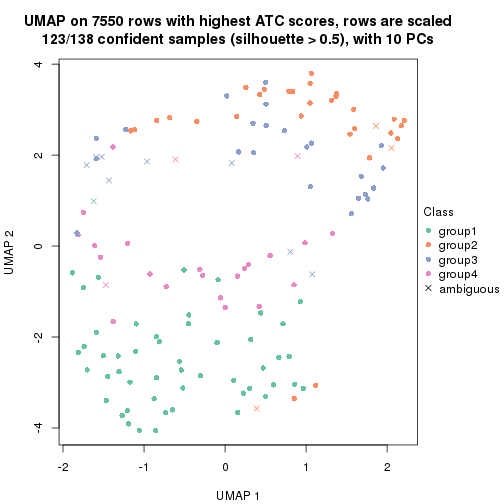 UMAP on 7550 rows with highest ATC scores, rows are scaled
123/138 confident samples (silhouette > 0.5), with 10 PCs
4
2
0
-2
-4
UMAP 2
-2
-1
0
1
2
UMAP 1
Class
group1
group2
group3
group4
ambiguous